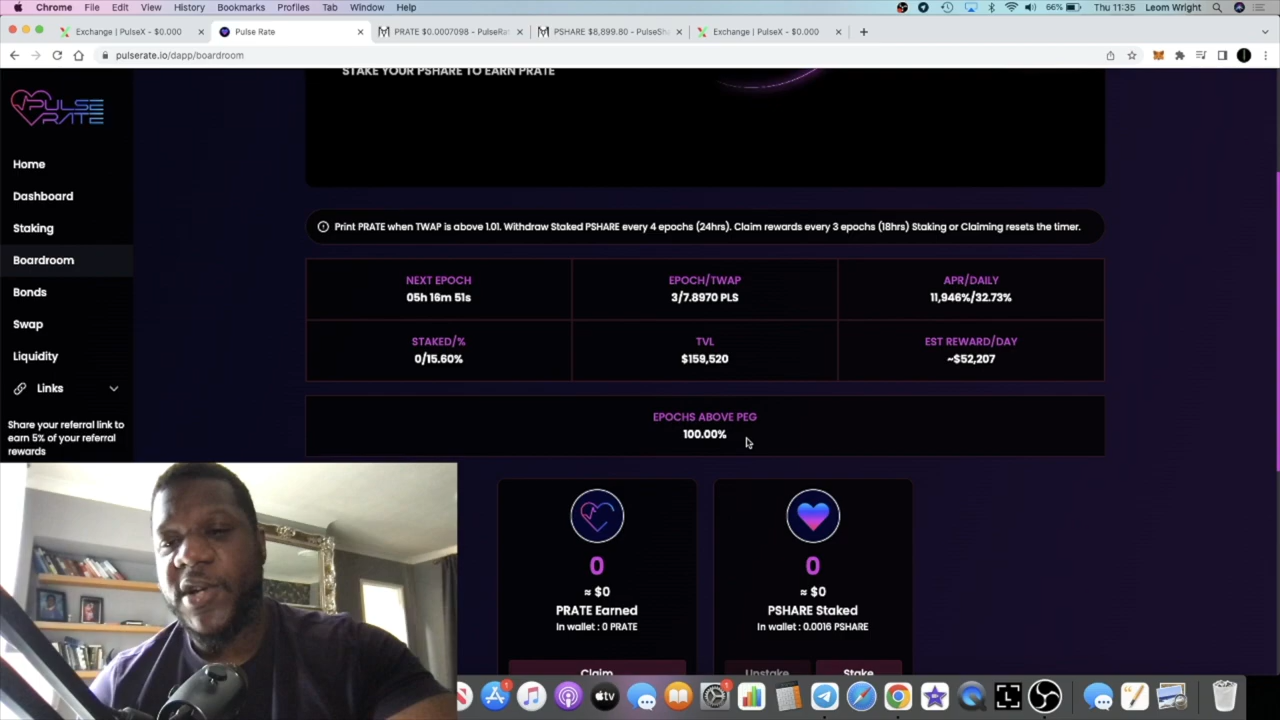 Chrome File Edit View History Bookmarks Profiles Tab Window Help 66% Thu 11:35 Leom Wright
Exchange | PulseX - $0.000 Pulse Rate PRATE $0.0007098 - PulseRa PSHARE $8,899.80 - PulseSh Exchange | PulseX - $0.000
pulserate.io/dapp/boardroom
STAKE YOUR PSHARE TO EARN PRATE
PULSE
RATE
Home
Dashboard
Staking
Boardroom
Bonds
Swap
Liquidity
Links
Share your referral link to
earn 5% of your referral
rewards
Print PRATE when TWAP is above 1.01. Withdraw Staked PSHARE every 4 epochs (24hrs). Claim rewards every 3 epochs (18hrs) Staking or Claiming resets the timer.
NEXT EPOCH EPOCH/TWAP APR/DAILY
05h 16m 51s 3/7.8970 PLS 11,946%/32.73%
STAKED/% TVL EST REWARD/DAY
0/15.60% $159,520 ~$52,207
EPOCHS ABOVE PEG
100.00%
0 0
≈ $0 ≈ $0
PRATE Earned PSHARE Staked
In wallet : 0 PRATE In wallet : 0.0016 PSHARE
Claim Unstake Stake
tv